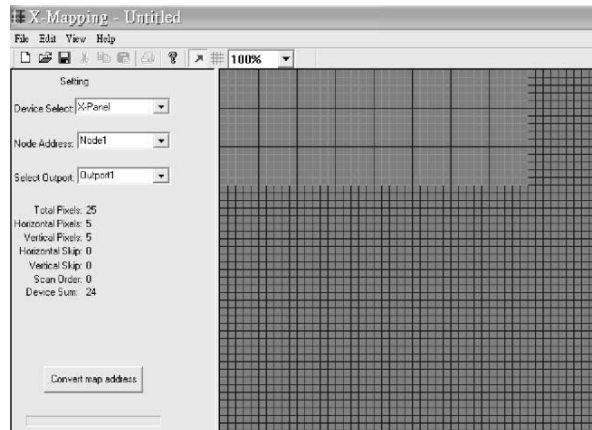 X-Mapping - Untitled
File Edit View Help
100%
Setting
Device Select: X-Panel
Node Address: Node1
Select Outport: Outport1
Total Pixels: 25
Horizontal Pixels: 5
Vertical Pixels: 5
Horizontal Skip: 0
Vertical Skip: 0
Scan Order: 0
Device Sum: 24
Convert map address